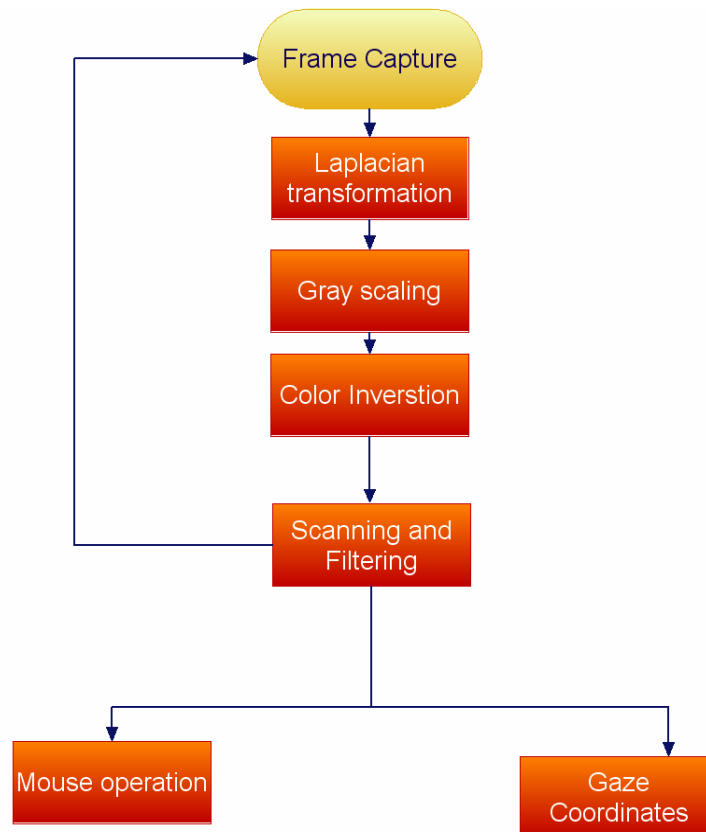 Frame Capture
Laplacian
transformation
Gray scaling
Color Inverstion
Scanning and
Filtering
Mouse operation
Gaze
Coordinates